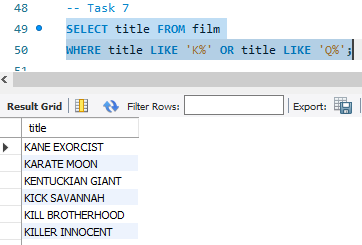 48 -- Task 7
49 SELECT title FROM film
50 WHERE title LIKE 'K%' OR title LIKE 'Q%';
Result Grid Filter Rows: Export:
title
KANE EXORCIST
KARATE MOON
KENTUCKIAN GIANT
KICK SAVANNAH
KILL BROTHERHOOD
KILLER INNOCENT